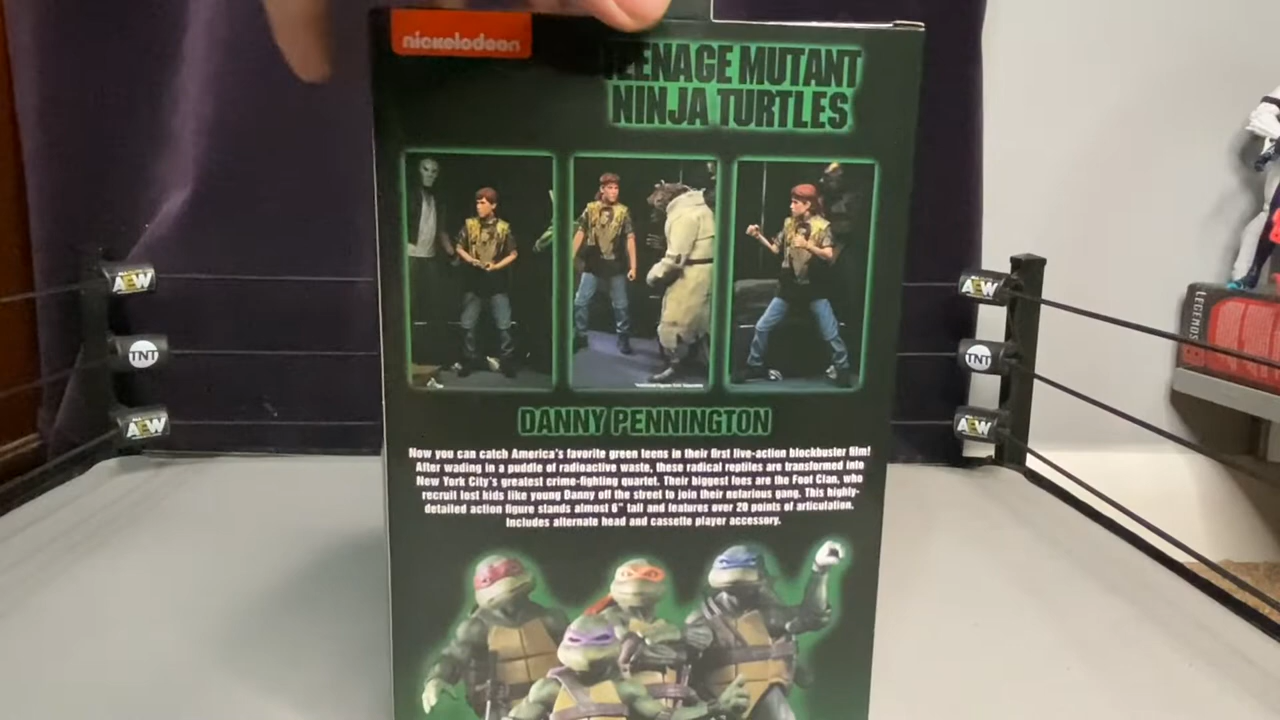 nickelodeon
TEENAGE MUTANT
NINJA TURTLES
DANNY PENNINGTON
Now you can catch America's favorite green teens in their first live-action blockbuster film!
After wading in a puddle of radioactive waste, these radical reptiles are transformed into
New York City's greatest crime-fighting quartet. Their biggest foes are the Foot Clan, who
recruit lost kids like young Danny off the street to join their nefarious gang. This highly-
detailed action figure stands almost 6" tall and features over 20 points of articulation.
Includes alternate head and cassette player accessory.
AEW
TNT
AEW
AEW
TNT
AEW
LEGENDS